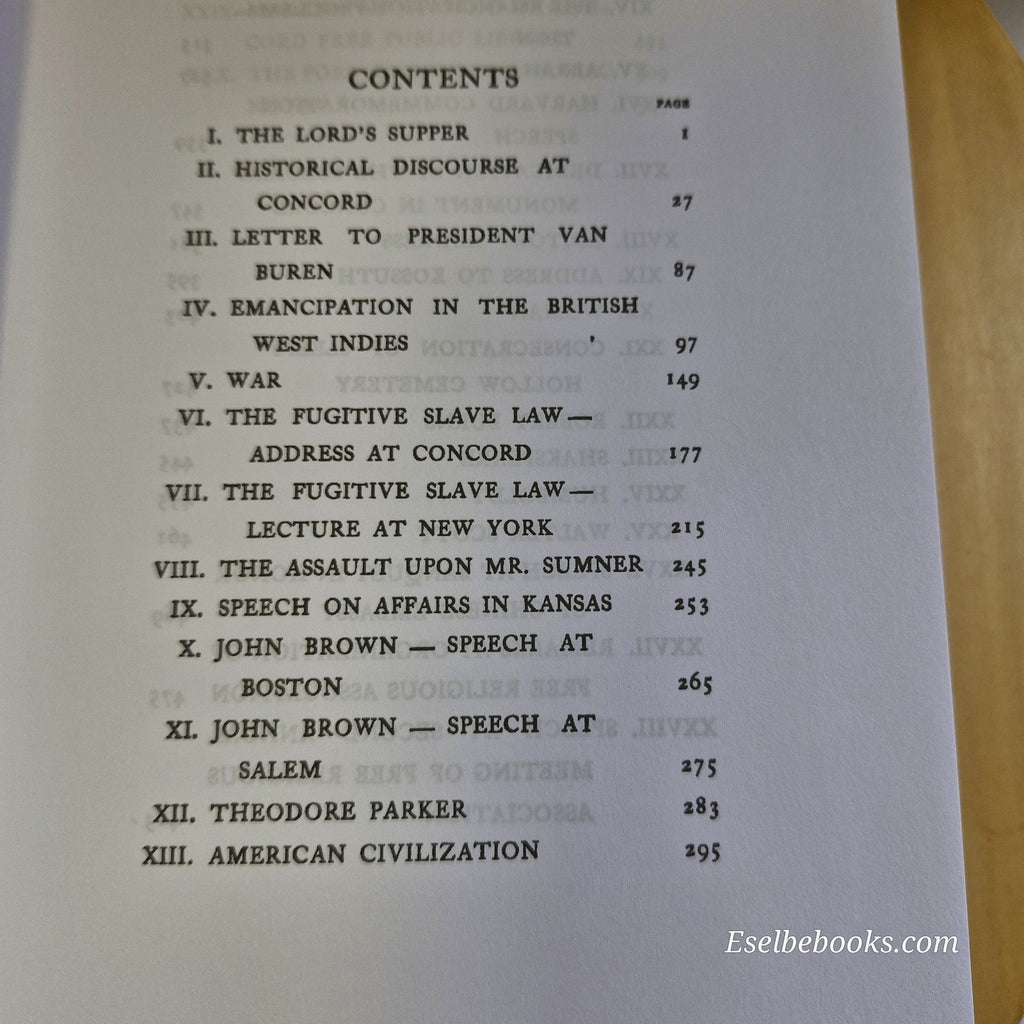 CONTENTS
PAGE
I. THE LORD'S SUPPER 1
II. HISTORICAL DISCOURSE AT
CONCORD 27
III. LETTER TO PRESIDENT VAN
BUREN 87
IV. EMANCIPATION IN THE BRITISH
WEST INDIES 97
V. WAR 149
VI. THE FUGITIVE SLAVE LAW —
ADDRESS AT CONCORD 177
VII. THE FUGITIVE SLAVE LAW —
LECTURE AT NEW YORK 215
VIII. THE ASSAULT UPON MR. SUMNER 245
IX. SPEECH ON AFFAIRS IN KANSAS 253
X. JOHN BROWN — SPEECH AT
BOSTON 265
XI. JOHN BROWN — SPEECH AT
SALEM 275
XII. THEODORE PARKER 283
XIII. AMERICAN CIVILIZATION 295
Eselbebooks.com